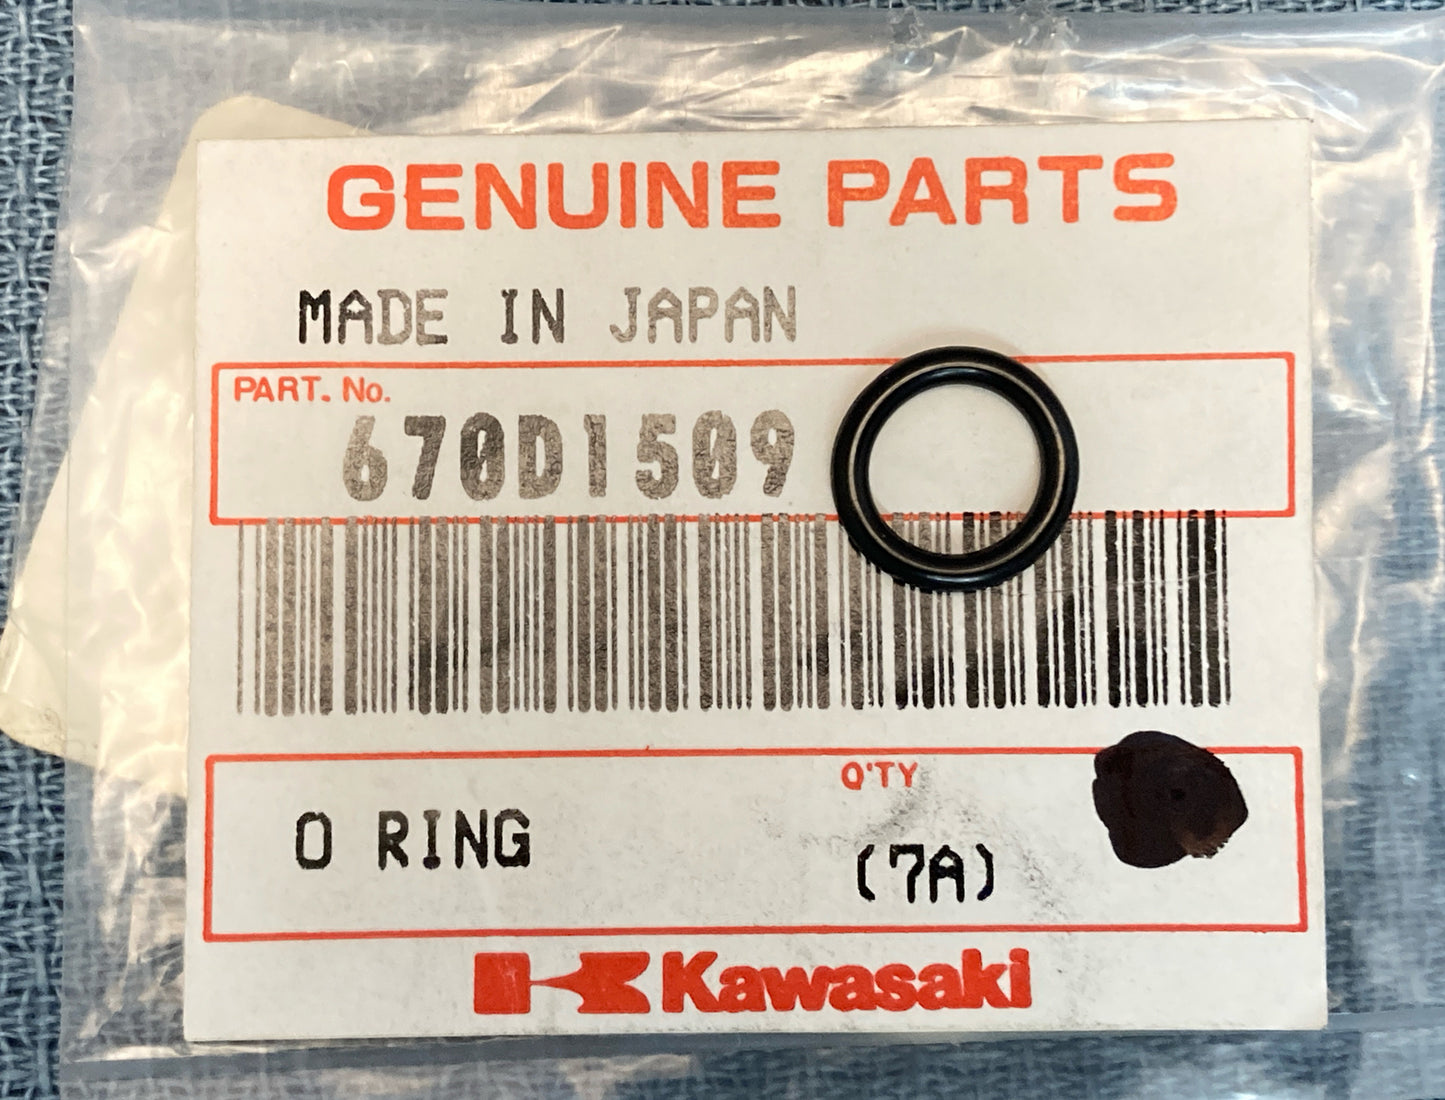 GENUINE PARTS
MADE IN JAPAN
PART. No.
670D1509
Q'TY
O RING
(7A)
Kawasaki